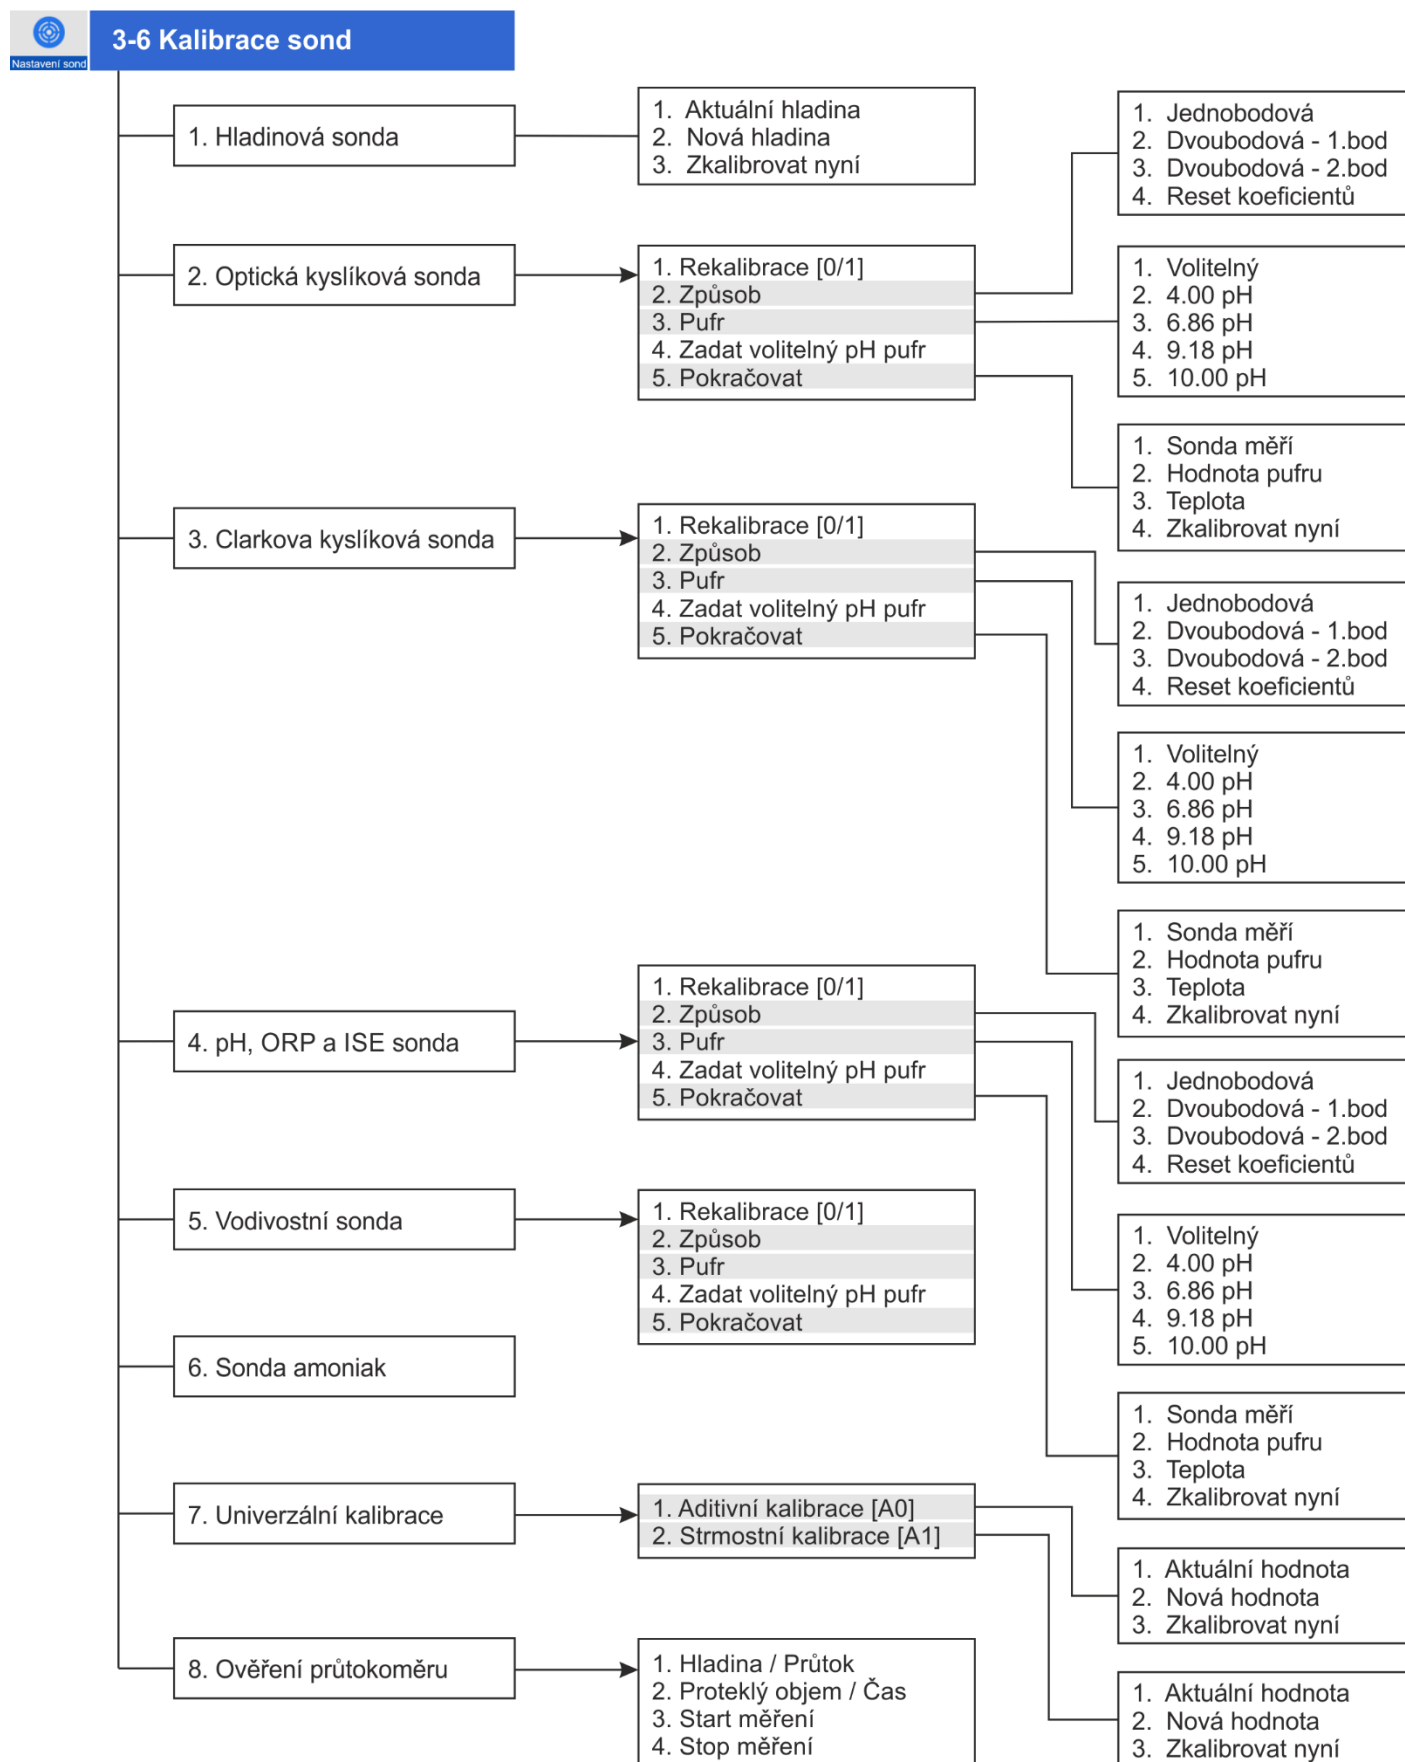 Nastavení sond
3-6 Kalibrace sond
1. Hladinová sonda
1. Aktuální hladina
2. Nová hladina
3. Zkalibrovat nyní
1. Jednobodová
2. Dvoubodová - 1.bod
3. Dvoubodová - 2.bod
4. Reset koeficientů
2. Optická kyslíková sonda
1. Rekalibrace [0/1]
2. Způsob
3. Pufr
4. Zadat volitelný pH pufr
5. Pokračovat
1. Volitelný
2. 4.00 pH
3. 6.86 pH
4. 9.18 pH
5. 10.00 pH
1. Sonda měří
2. Hodnota pufru
3. Teplota
4. Zkalibrovat nyní
3. Clarkova kyslíková sonda
1. Rekalibrace [0/1]
2. Způsob
3. Pufr
4. Zadat volitelný pH pufr
5. Pokračovat
1. Jednobodová
2. Dvoubodová - 1.bod
3. Dvoubodová - 2.bod
4. Reset koeficientů
1. Volitelný
2. 4.00 pH
3. 6.86 pH
4. 9.18 pH
5. 10.00 pH
1. Sonda měří
2. Hodnota pufru
3. Teplota
4. Zkalibrovat nyní
4. pH, ORP a ISE sonda
1. Rekalibrace [0/1]
2. Způsob
3. Pufr
4. Zadat volitelný pH pufr
5. Pokračovat
1. Jednobodová
2. Dvoubodová - 1.bod
3. Dvoubodová - 2.bod
4. Reset koeficientů
1. Volitelný
2. 4.00 pH
3. 6.86 pH
4. 9.18 pH
5. 10.00 pH
1. Sonda měří
2. Hodnota pufru
3. Teplota
4. Zkalibrovat nyní
5. Vodivostní sonda
1. Rekalibrace [0/1]
2. Způsob
3. Pufr
4. Zadat volitelný pH pufr
5. Pokračovat
6. Sonda amoniak
7. Univerzální kalibrace
1. Aditivní kalibrace [A0]
2. Strmostní kalibrace [A1]
1. Aktuální hodnota
2. Nová hodnota
3. Zkalibrovat nyní
1. Aktuální hodnota
2. Nová hodnota
3. Zkalibrovat nyní
8. Ověření průtokoměru
1. Hladina / Průtok
2. Proteklý objem / Čas
3. Start měření
4. Stop měření